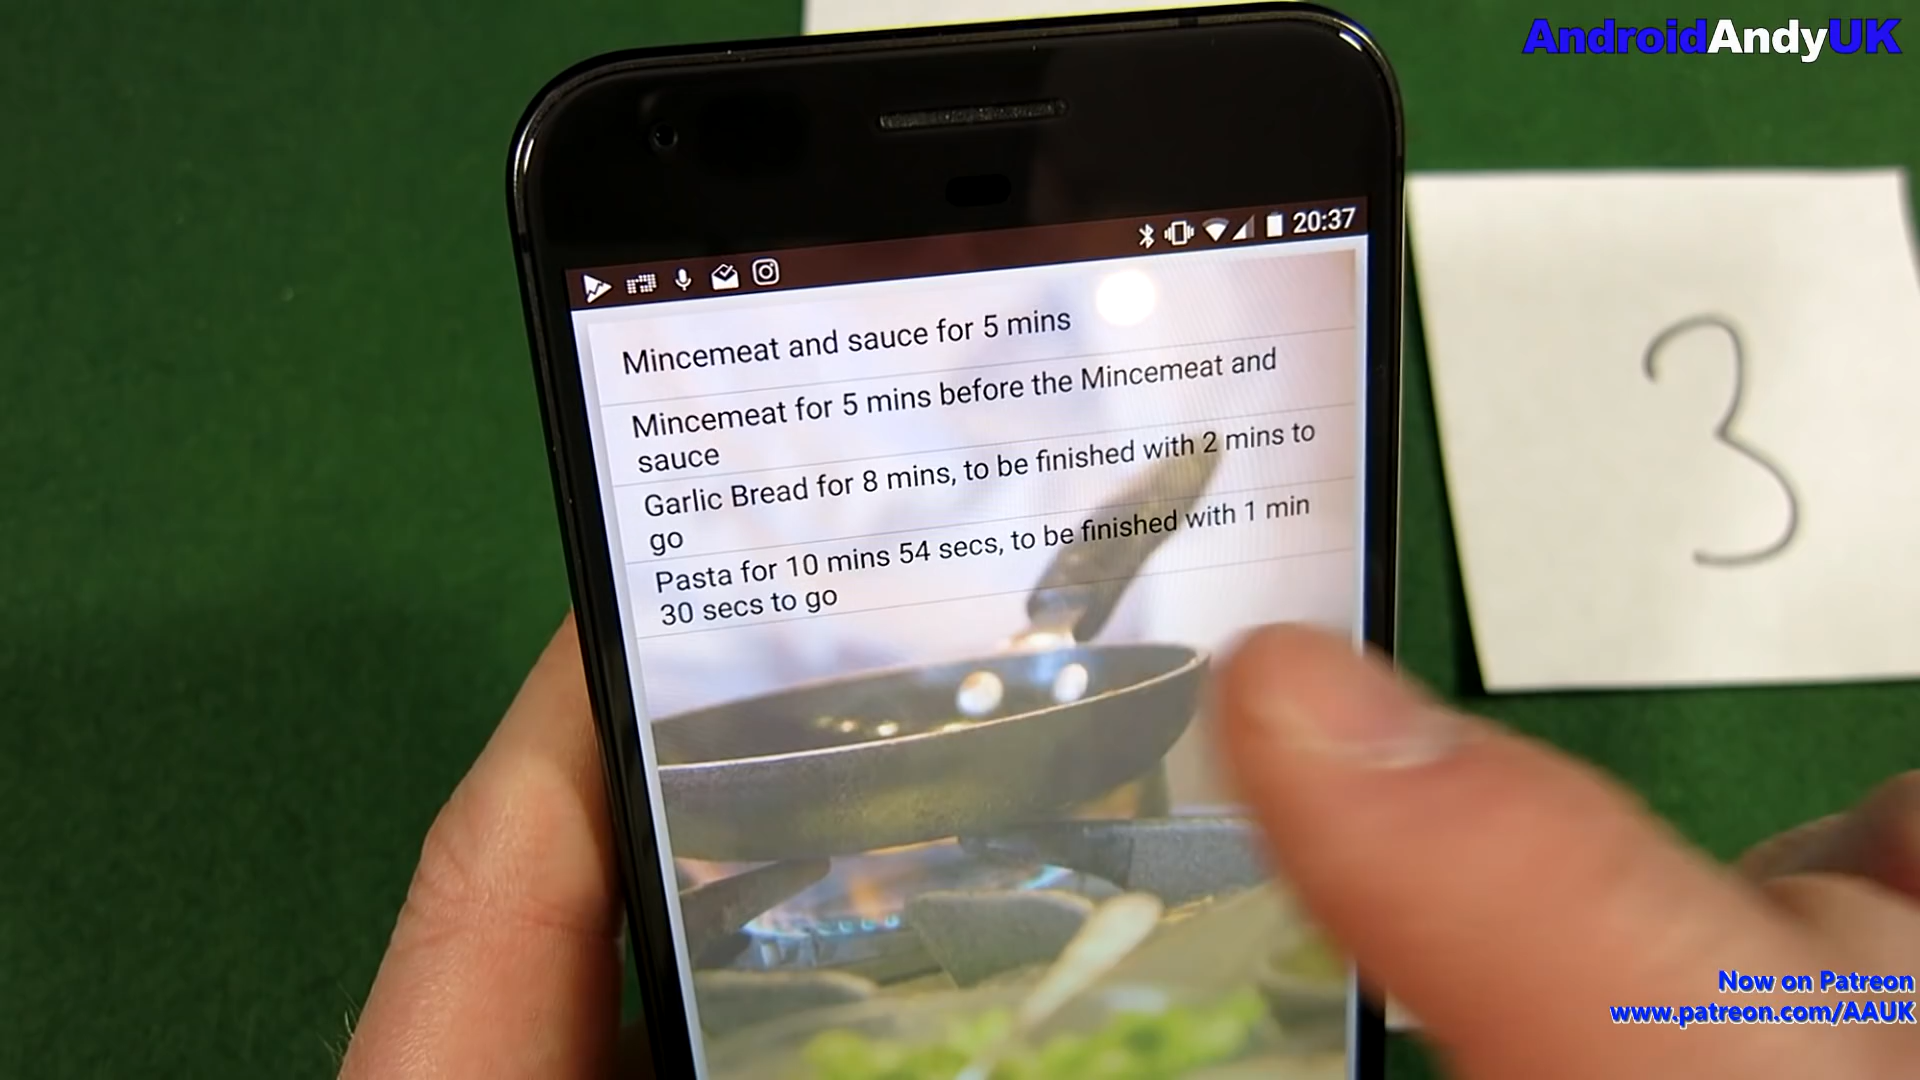 AndroidAndyUK
20:37
Mincemeat and sauce for 5 mins
Mincemeat for 5 mins before the Mincemeat and
sauce
Garlic Bread for 8 mins, to be finished with 2 mins to
go
Pasta for 10 mins 54 secs, to be finished with 1 min
30 secs to go
3
Now on Patreon
www.patreon.com/AAUK